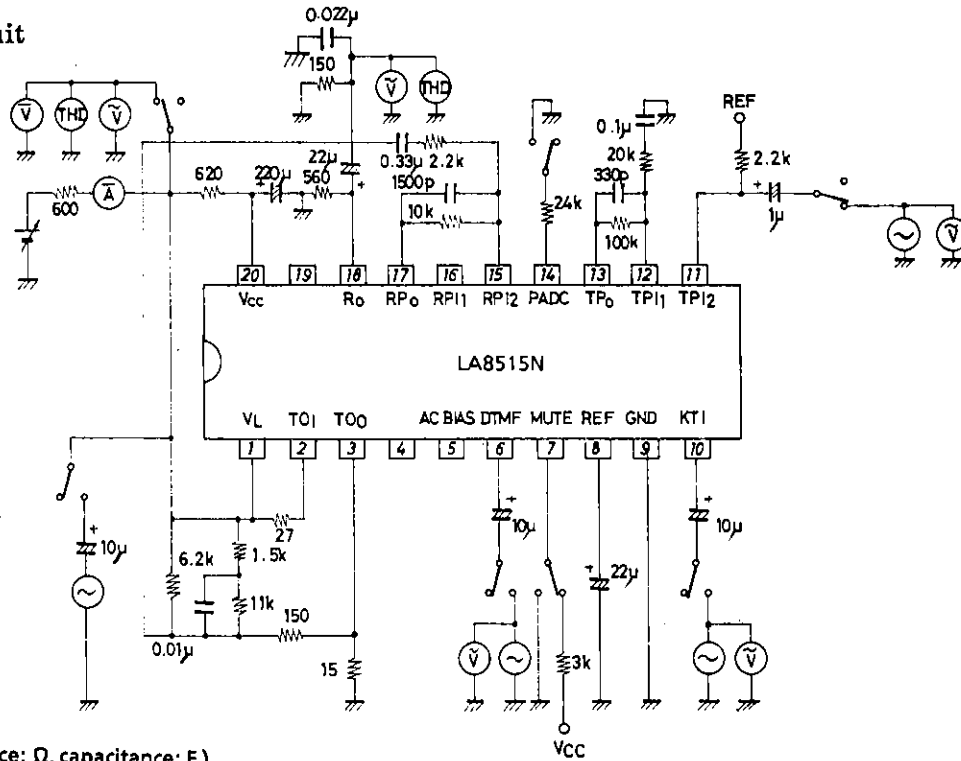 uit
0.022μ
150
V
THD
V
V
THD
REF
0.1μ
0.33μ 2.2k
22μ
20k
2.2k
620
220μ
560
1500p
330p
600
A
10k
24k
100k
1μ
V
20 19 18 17 16 15 14 13 12 11
Vcc RO RPO RPI1 RPI2 PADC TPO TPI1 TPI2
LA8515N
VL TOI TOO AC BIAS DTMF MUTE REF GND KTI
1 2 3 4 5 6 7 8 9 10
27
10μ
10μ
10μ
6.2k
1.5k
22μ
11k
150
0.01μ
15
V
3k
V
VCC
ce: Ω, capacitance: F)